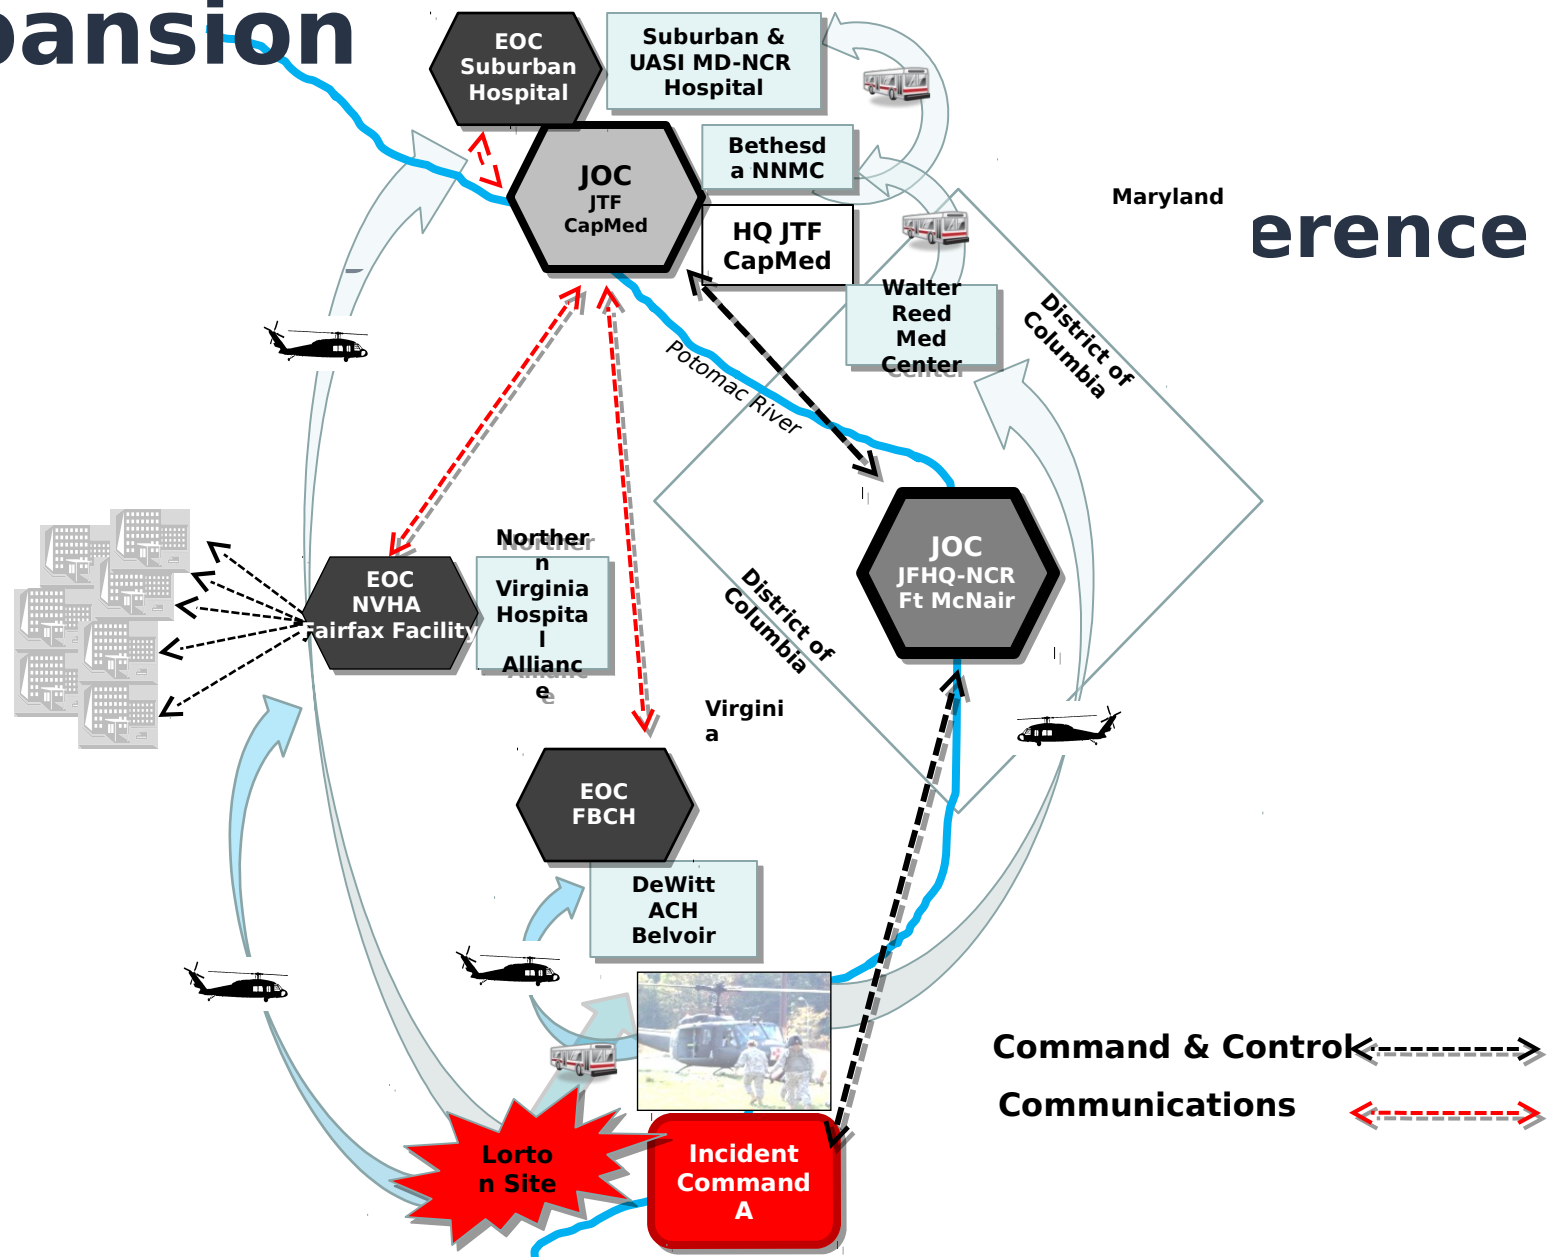 pansion
EOC
Suburban
Hospital
Suburban &
UASI MD-NCR
Hospital
JOC
JTF
CapMed
Bethesd
a NNMC
HQ JTF
CapMed
Maryland
erence
Walter
Reed
Med
Center
District of
Columbia
Potomac River
JOC
JFHQ-NCR
Ft McNair
EOC
NVHA
Fairfax Facility
Norther
n
Virginia
Hospita
l
Allianc
e
District of
Columbia
Virgini
a
EOC
FBCH
DeWitt
ACH
Belvoir
Command & Control
Communications
Lorto
n Site
Incident
Command
A